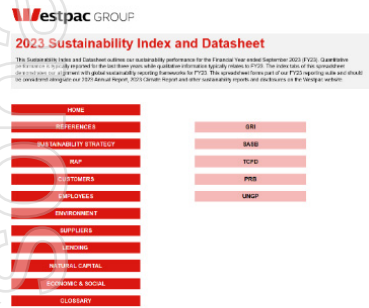 Westpac GROUP
2023 Sustainability Index and Datasheet
This Sustainability Index and Datasheet outlines our sustainability performance for the Financial Year ended September 2023 (FY23). Quantitative
performance is typically reported for the last three years while qualitative information typically relates to FY23. The index tabs of this spreadsheet
demonstrate our alignment with global sustainability reporting frameworks for FY23. This spreadsheet forms part of our FY23 reporting suite and should
be considered alongside our 2023 Annual Report, 2023 Climate Report and other sustainability reports and disclosures on the Westpac website.
HOME
REFERENCES
GRI
SUSTAINABILITY STRATEGY
SASB
RAP
TCFD
CUSTOMERS
PRB
EMPLOYEES
UNGP
ENVIRONMENT
SUPPLIERS
LENDING
NATURAL CAPITAL
ECONOMIC & SOCIAL
GLOSSARY